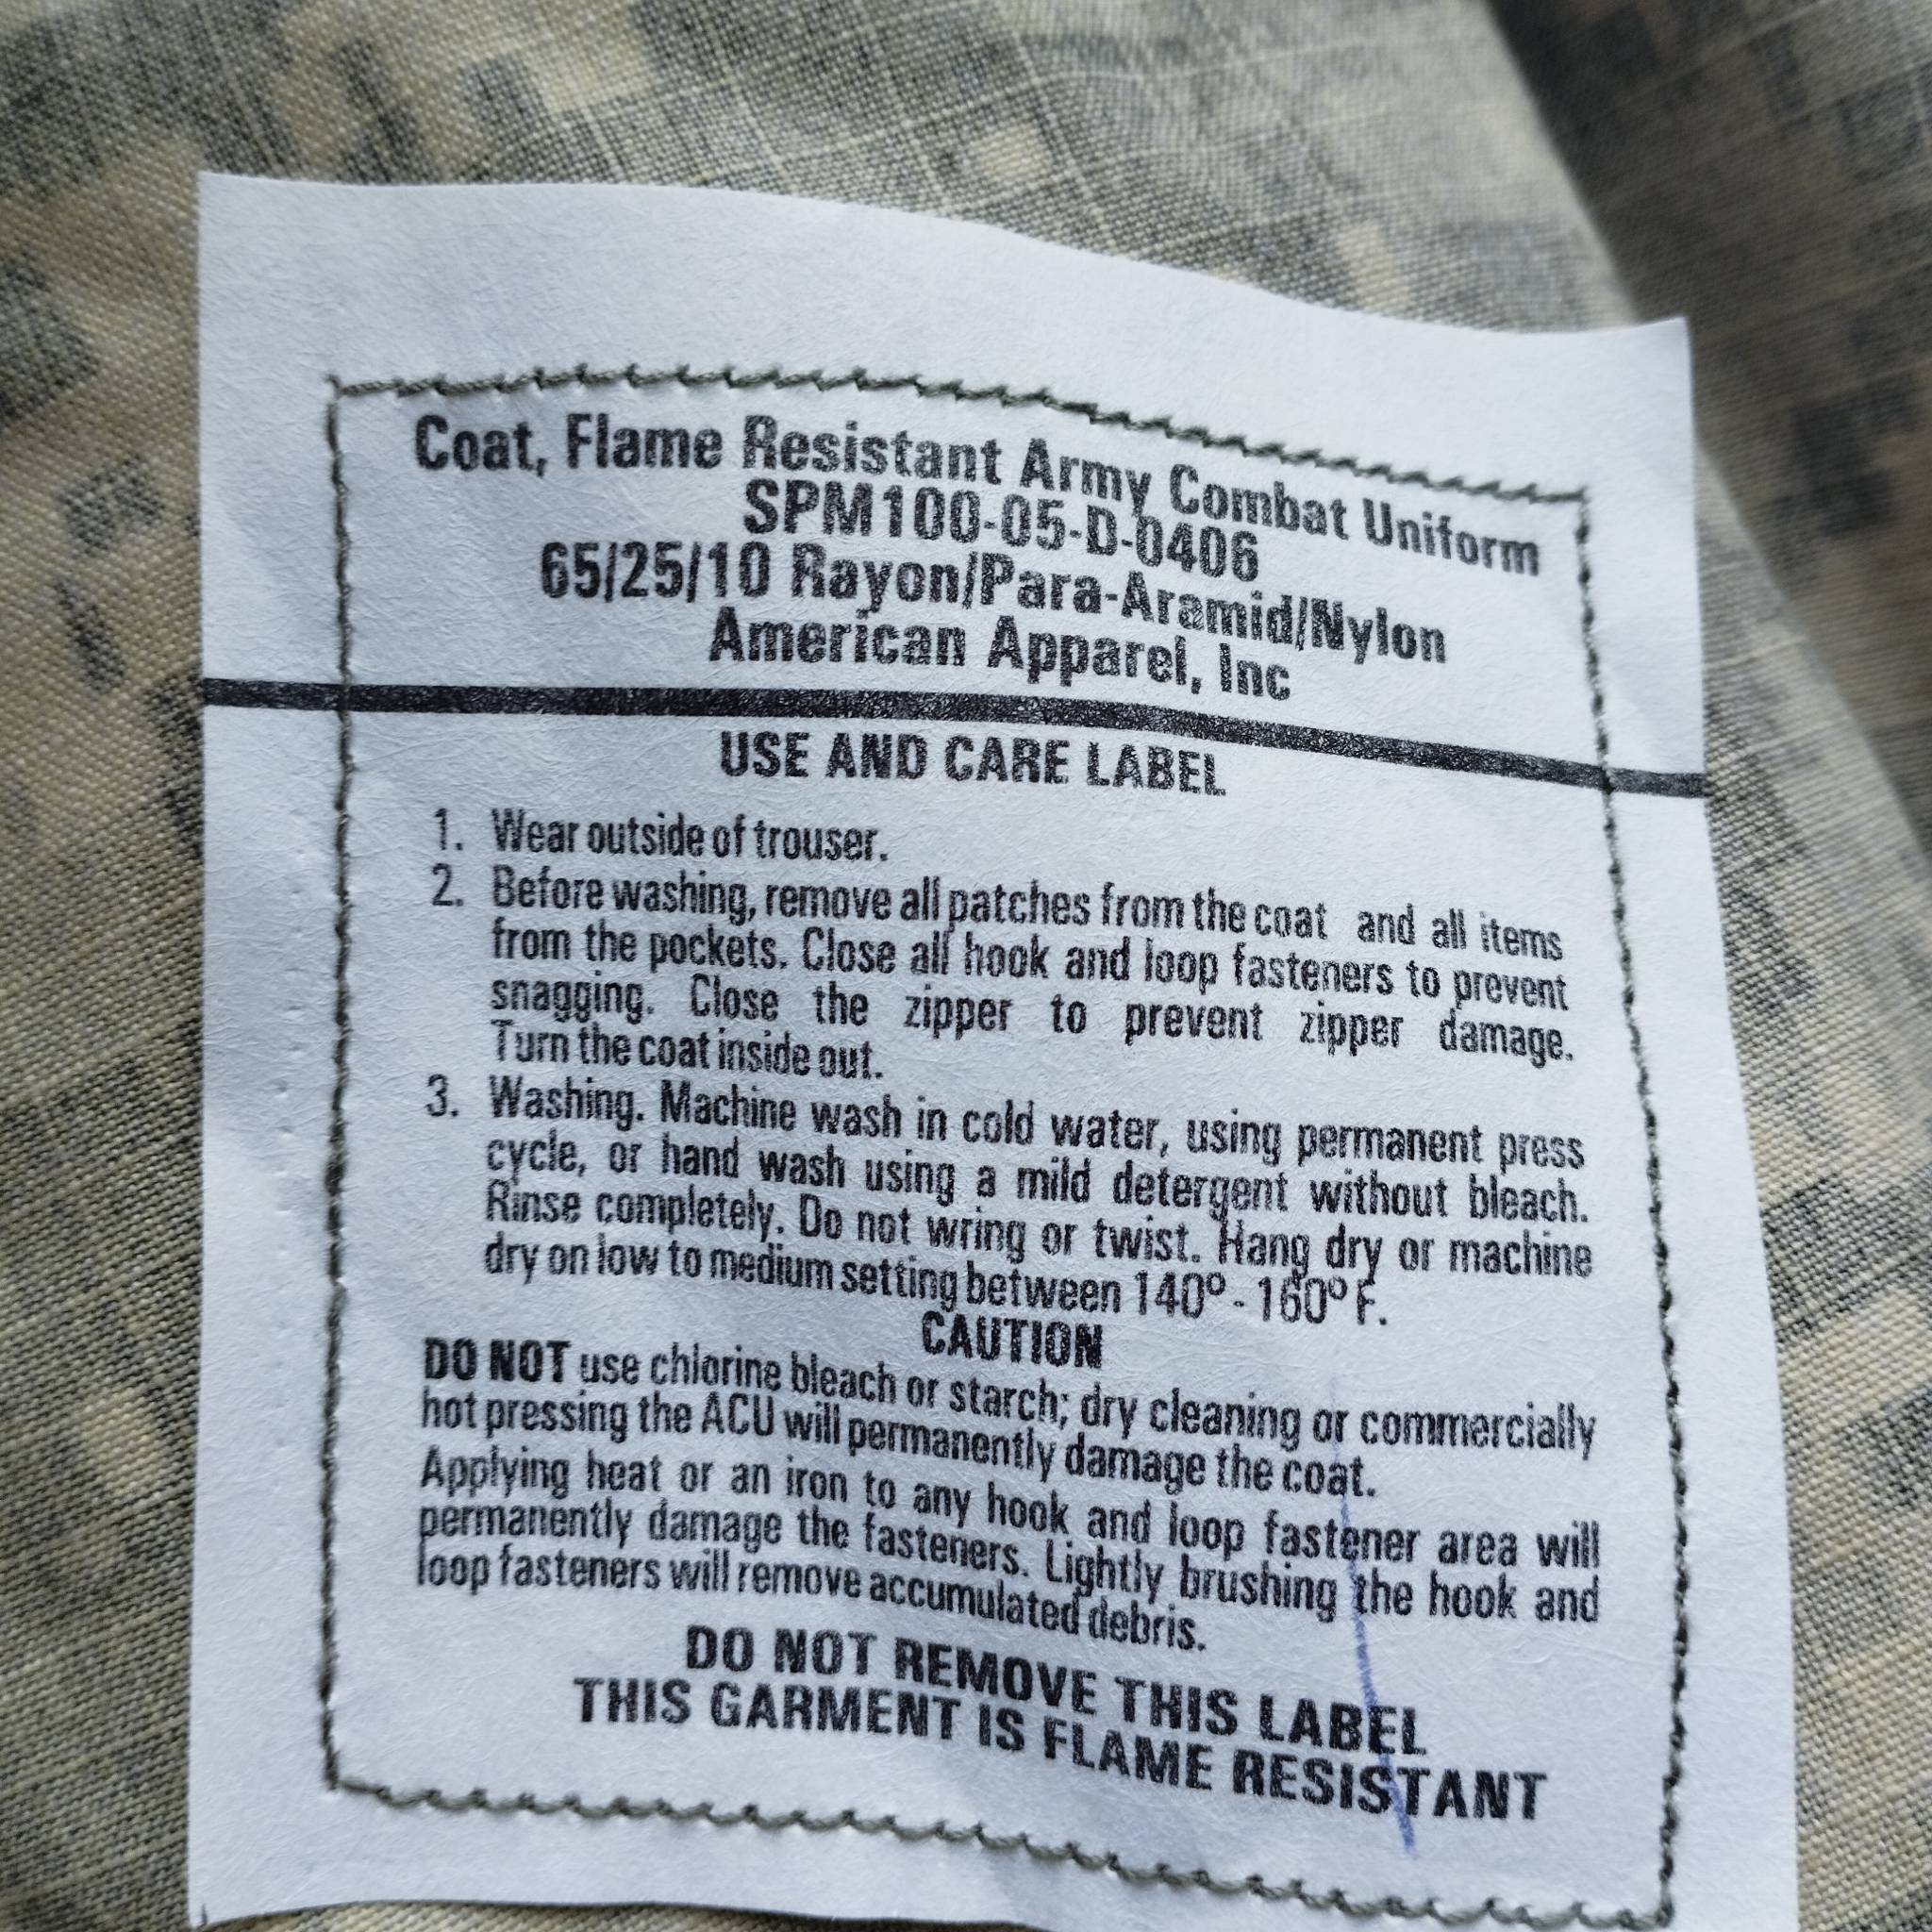 Coat, Flame Resistant Army Combat Uniform
SPM100-05-D-0406
65/25/10 Rayon/Para-Aramid/Nylon
American Apparel, Inc
USE AND CARE LABEL
1. Wear outside of trouser.
2. Before washing, remove all patches from the coat and all items
from the pockets. Close all hook and loop fasteners to prevent
snagging. Close the zipper to prevent zipper damage.
Turn the coat inside out.
3. Washing. Machine wash in cold water, using permanent press
cycle, or hand wash using a mild detergent without bleach.
Rinse completely. Do not wring or twist. Hang dry or machine
dry on low to medium setting between 140º - 160º F.
CAUTION
DO NOT use chlorine bleach or starch; dry cleaning or commercially
hot pressing the ACU will permanently damage the coat.
Applying heat or an iron to any hook and loop fastener area will
permanently damage the fasteners. Lightly brushing the hook and
loop fasteners will remove accumulated debris.
DO NOT REMOVE THIS LABEL
THIS GARMENT IS FLAME RESISTANT